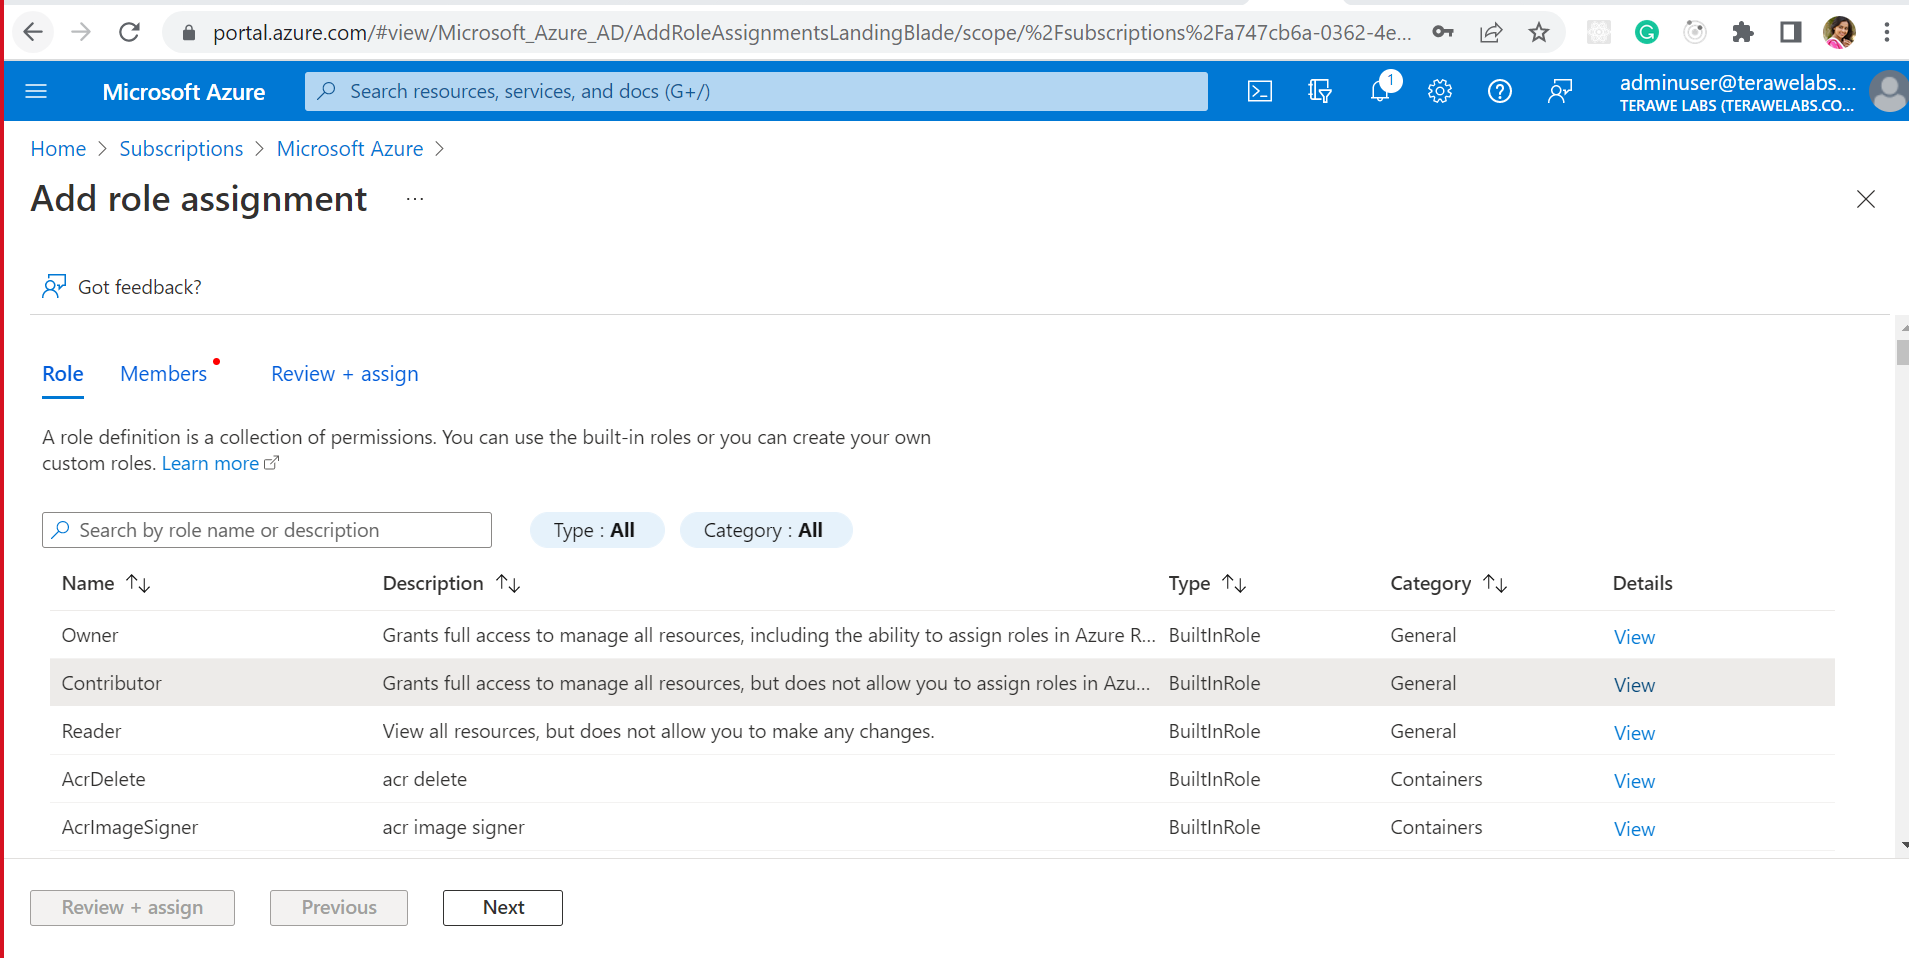 portal.azure.com/#view/Microsoft_Azure_AD/AddRoleAssignmentsLandingBlade/scope/%2Fsubscriptions%2Fa747cb6a-0362-4e...
Microsoft Azure
Search resources, services, and docs (G+/)
1
adminuser@terawelabs....
TERAWE LABS (TERAWELABS.CO...
Home > Subscriptions > Microsoft Azure >
Add role assignment ...
Got feedback?
Role Members Review + assign
A role definition is a collection of permissions. You can use the built-in roles or you can create your own
custom roles. Learn more
Search by role name or description Type : All Category : All
Name Description Type Category Details
Owner Grants full access to manage all resources, including the ability to assign roles in Azure R... BuiltInRole General View
Contributor Grants full access to manage all resources, but does not allow you to assign roles in Azu... BuiltInRole General View
Reader View all resources, but does not allow you to make any changes. BuiltInRole General View
AcrDelete acr delete BuiltInRole Containers View
AcrImageSigner acr image signer BuiltInRole Containers View
Review + assign Previous Next